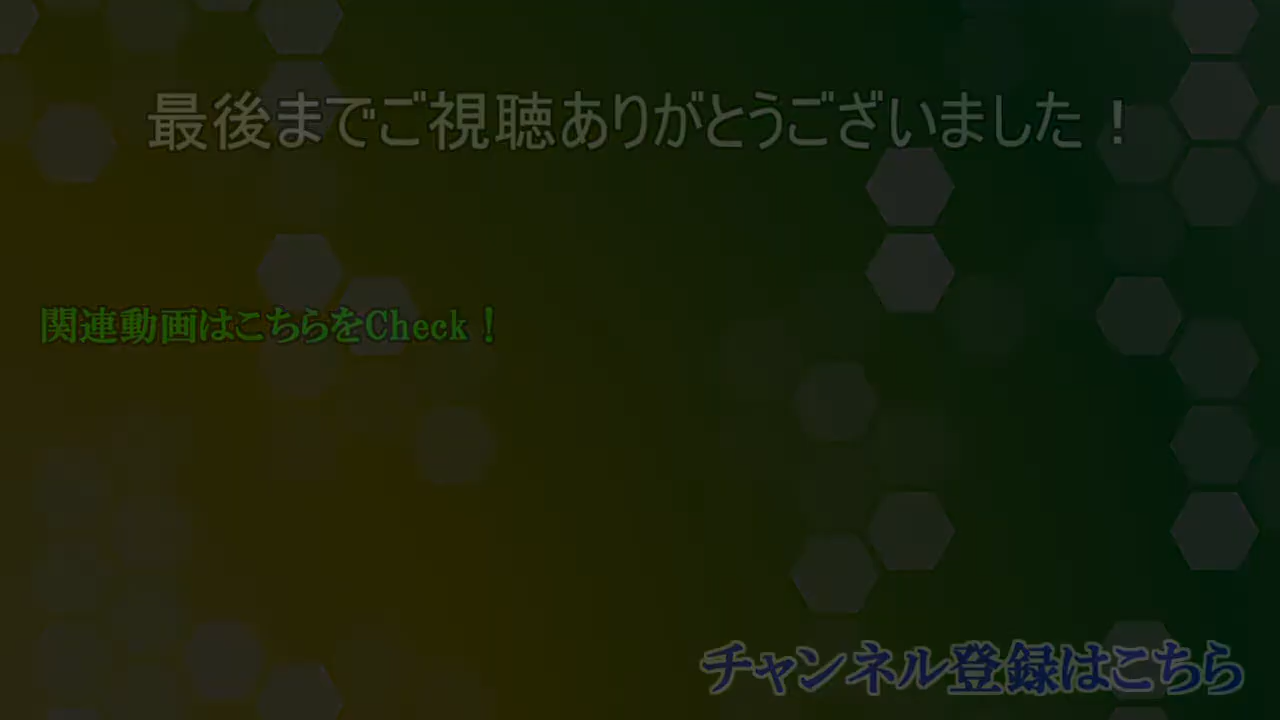 最後までご視聴ありがとうございました！
関連動画はこちらをCheck！
チャンネル登録はこちら